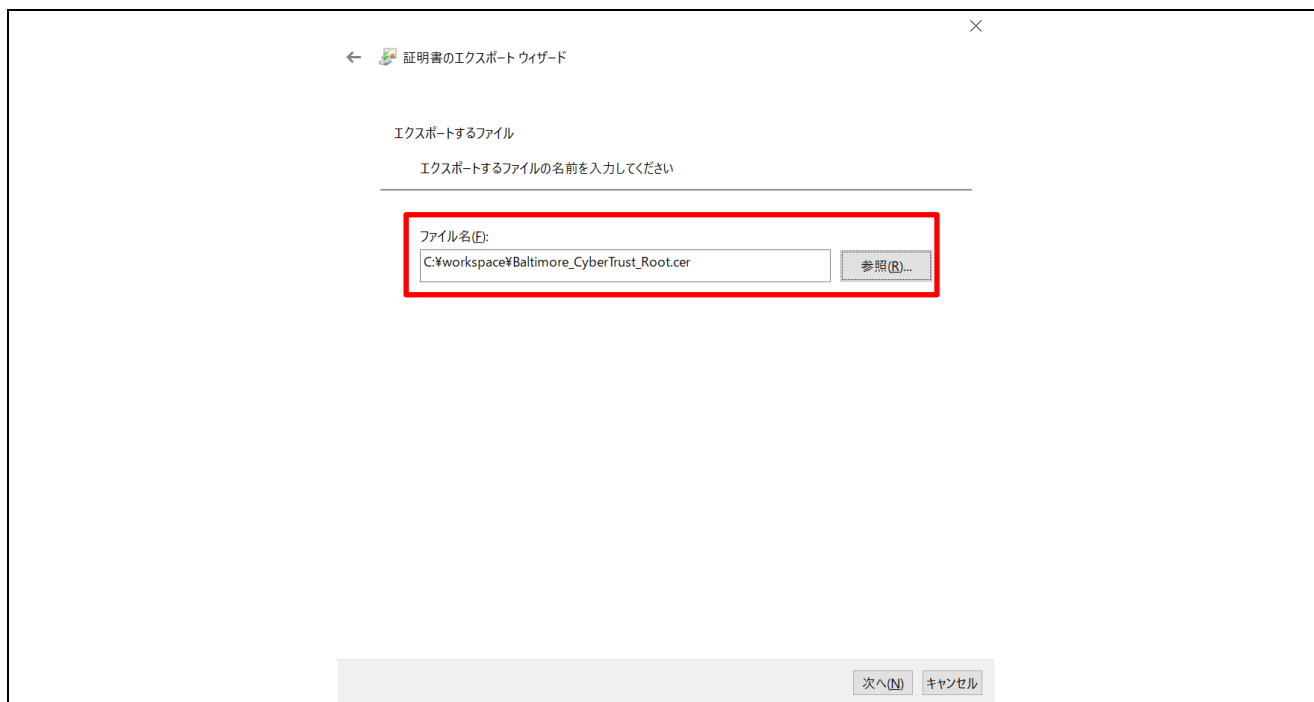 証明書のエクスポート ウィザード
エクスポートするファイル
エクスポートするファイルの名前を入力してください
ファイル名(F):
C:¥workspace¥Baltimore_CyberTrust_Root.cer
参照(R)...
次へ(N) キャンセル